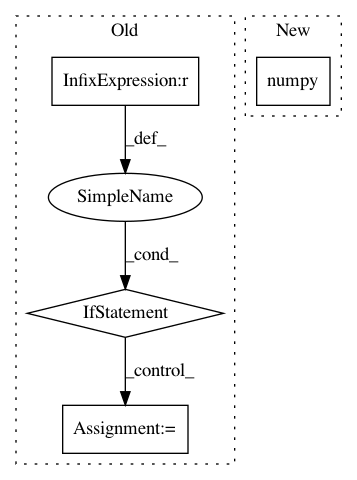 Old
New
InfixExpression:r
numpy
_def_
SimpleName
_cond_
IfStatement
_control_
Assignment:=